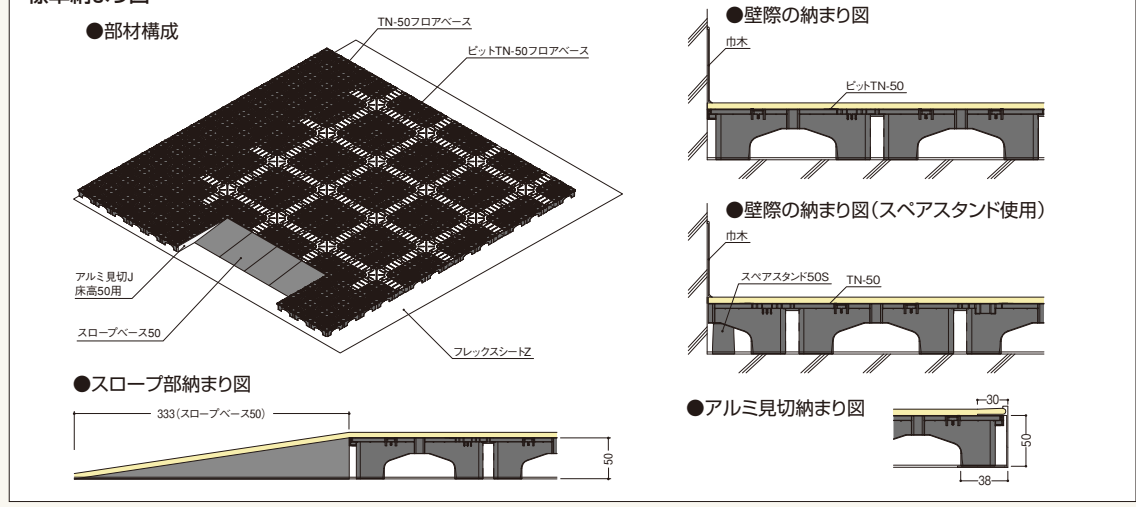 標準納まり図
●部材構成
TN-50フロアベース
ピットTN-50フロアベース
アルミ見切J
床高50用
スロープベース50
フレックスシートZ
●スロープ部納まり図
333(スロープベース50)
50
●壁際の納まり図
巾木
ピットTN-50
●壁際の納まり図(スペアスタンド使用)
巾木
スペアスタンド50S
TN-50
●アルミ見切納まり図
30
50
38